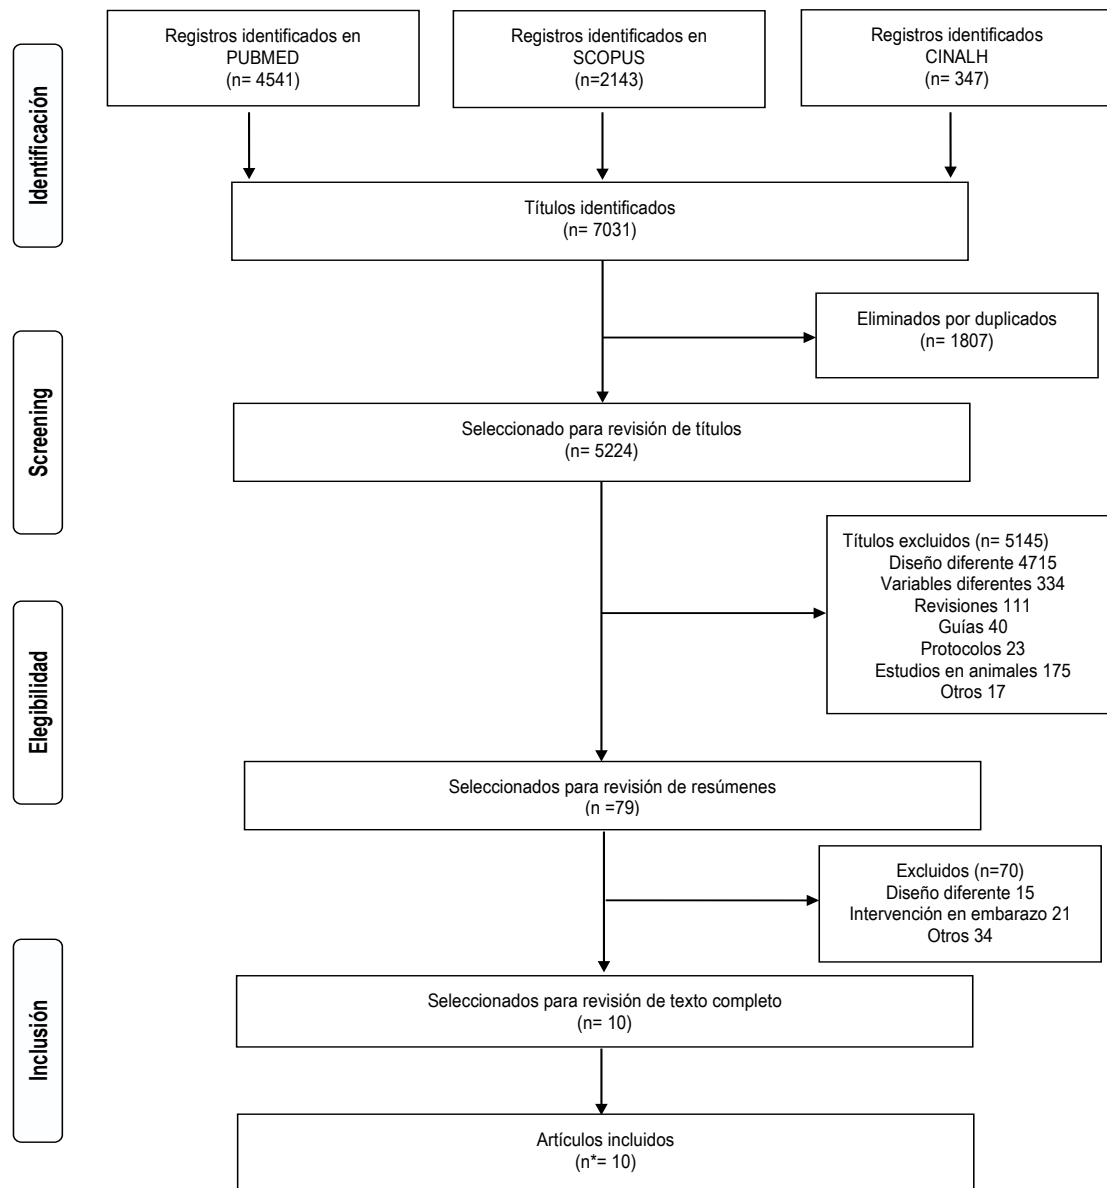 Identificación
Registros identificados en
PUBMED
(n= 4541)
Registros identificados en
SCOPUS
(n=2143)
Registros identificados
CINALH
(n= 347)
Títulos identificados
(n= 7031)
Screening
Eliminados por duplicados
(n= 1807)
Seleccionado para revisión de títulos
(n= 5224)
Elegibilidad
Títulos excluidos (n= 5145)
Diseño diferente 4715
Variables diferentes 334
Revisiones 111
Guías 40
Protocolos 23
Estudios en animales 175
Otros 17
Seleccionados para revisión de resúmenes
(n =79)
Excluidos (n=70)
Diseño diferente 15
Intervención en embarazo 21
Otros 34
Inclusión
Seleccionados para revisión de texto completo
(n= 10)
Artículos incluidos
(n*= 10)